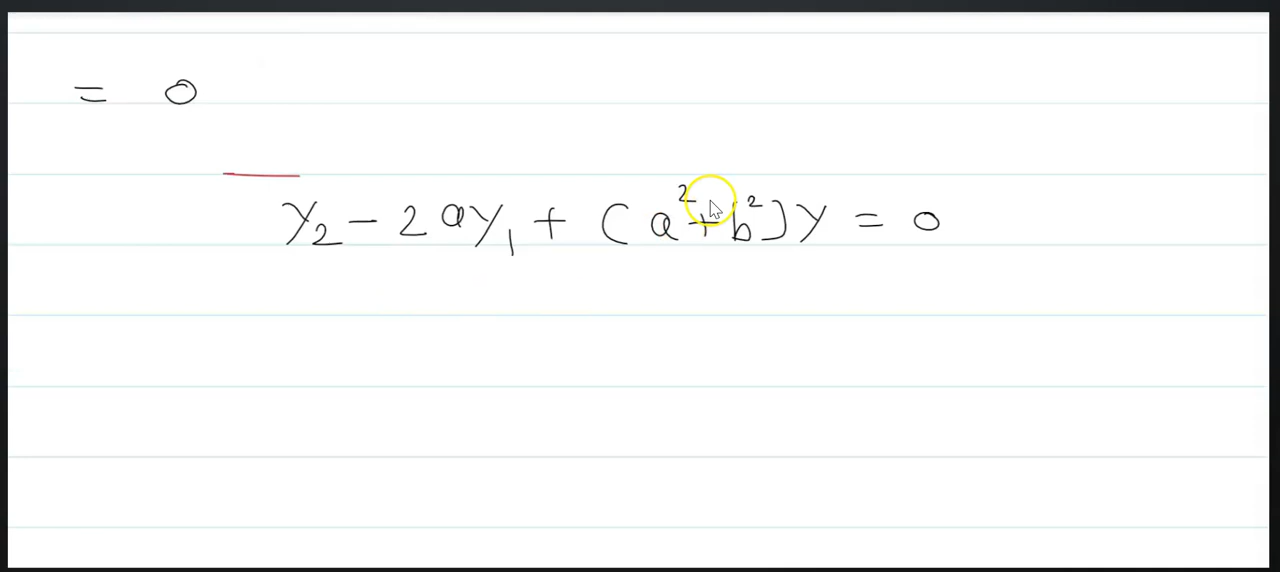 = 0
y₂ - 2ay₁ + (a² + b²)y = 0